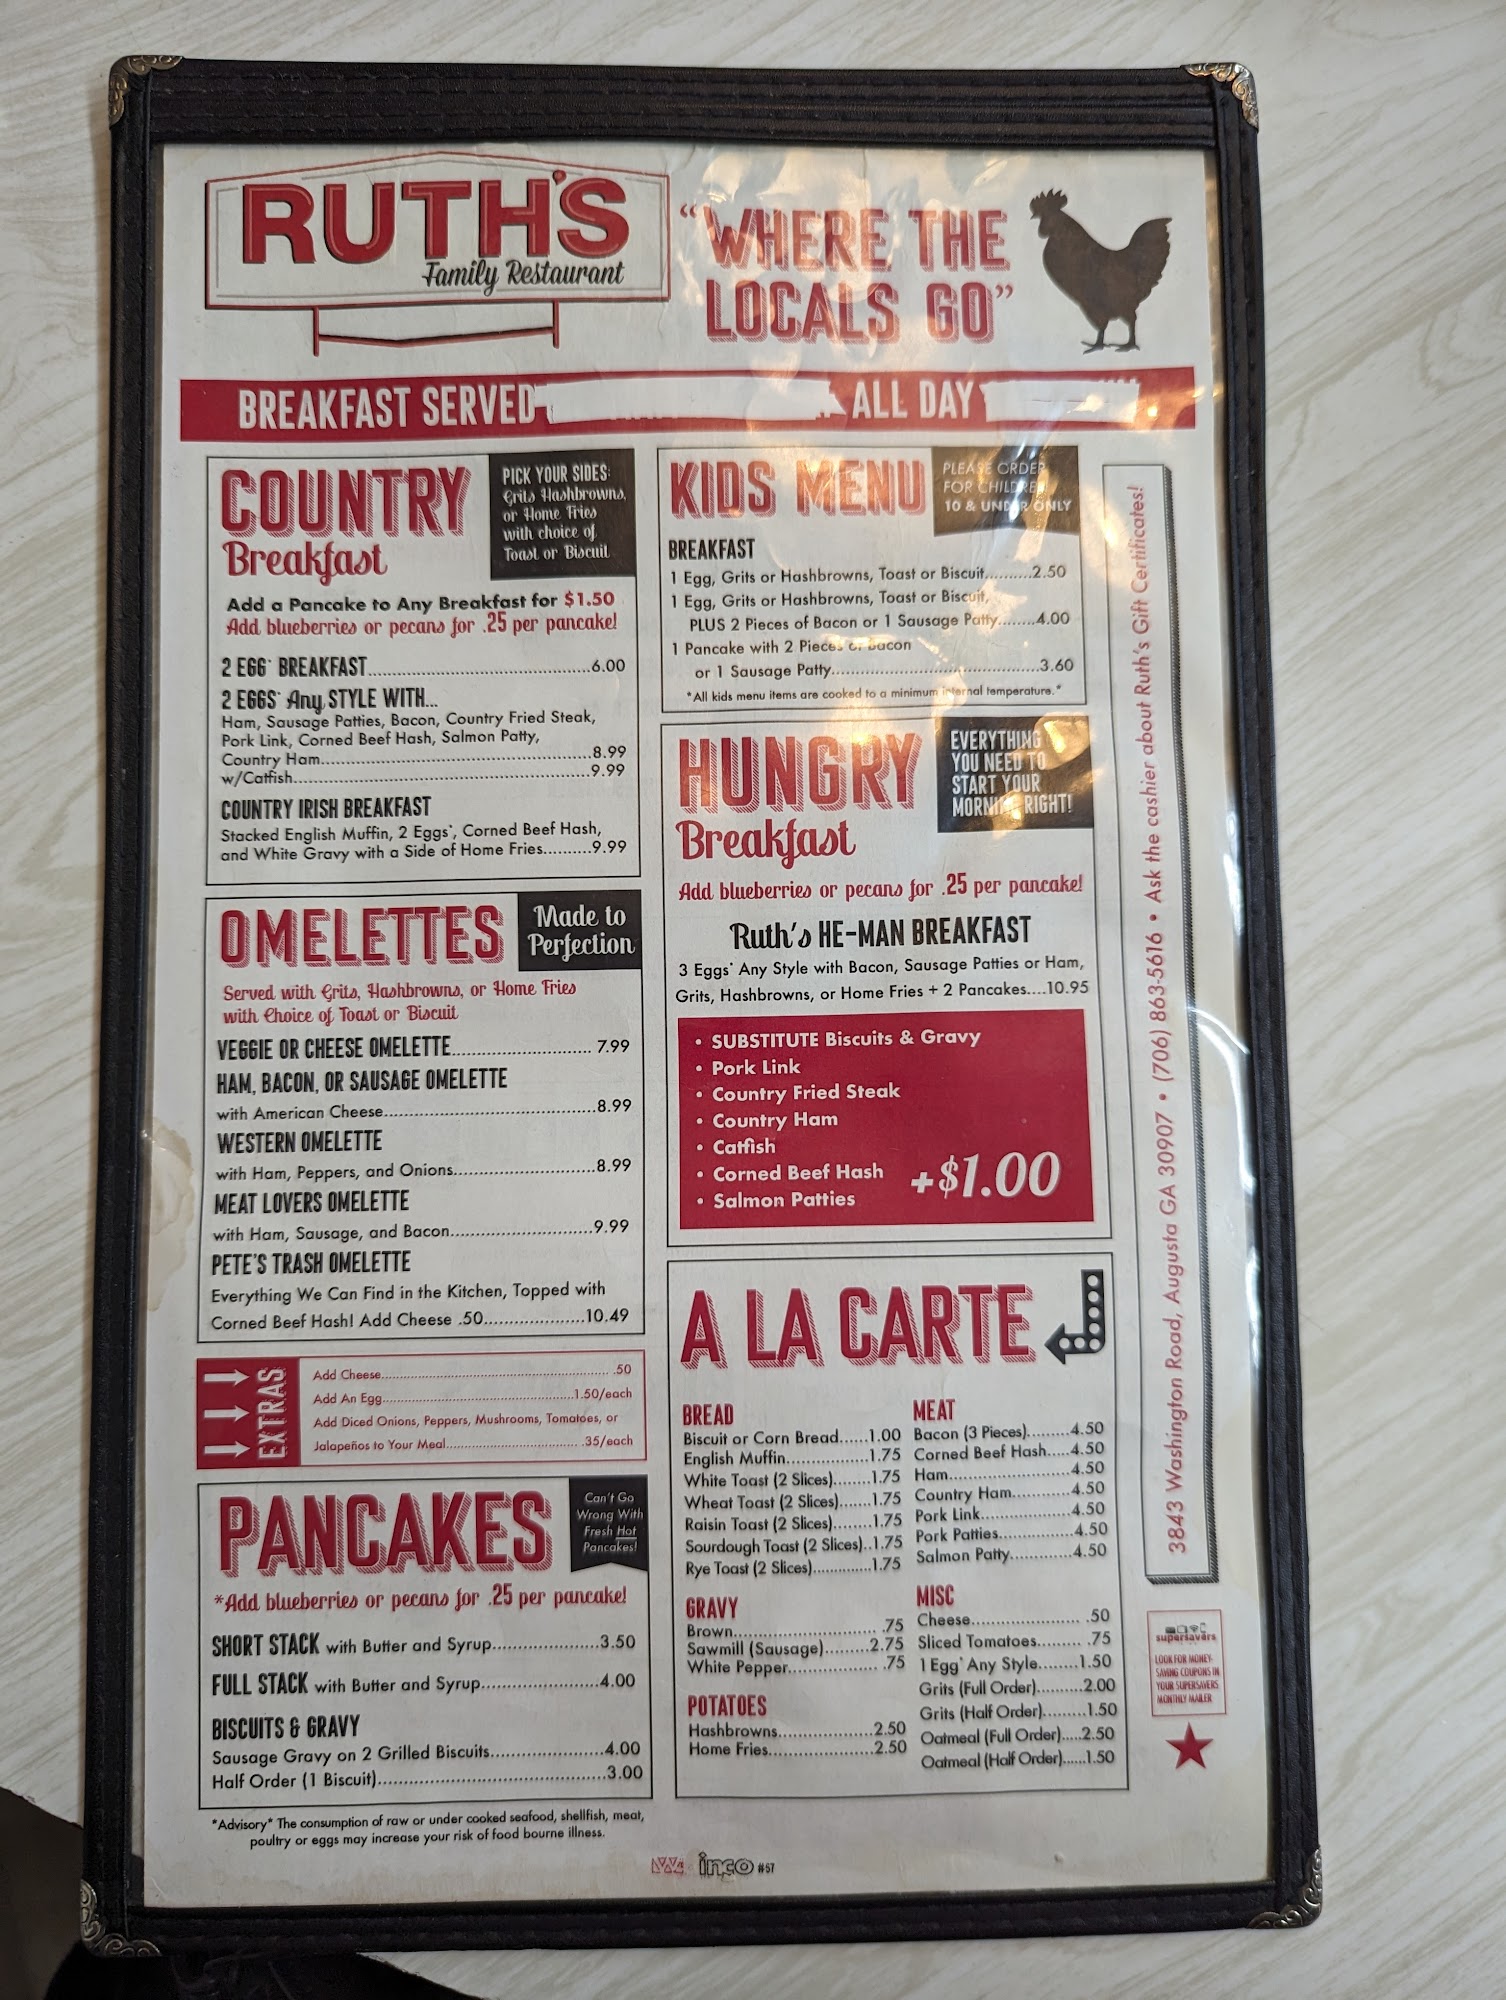 RUTH'S
Family Restaurant
"WHERE THE
LOCALS GO"
BREAKFAST SERVED ALL DAY
COUNTRY
Breakfast
PICK YOUR SIDES:
Grits, Hashbrowns,
or Home Fries
with choice of
Toast or Biscuit
Add a Pancake to Any Breakfast for $1.50
Add blueberries or pecans for .25 per pancake!
2 EGG* BREAKFAST 6.00
2 EGGS* Any STYLE WITH...
Ham, Sausage Patties, Bacon, Country Fried Steak,
Pork Link, Corned Beef Hash, Salmon Patty,
Country Ham 8.99
w/Catfish 9.99
COUNTRY IRISH BREAKFAST
Stacked English Muffin, 2 Eggs*, Corned Beef Hash,
and White Gravy with a Side of Home Fries 9.99
OMELETTES
Made to
Perfection
Served with Grits, Hashbrowns, or Home Fries
with Choice of Toast or Biscuit
VEGGIE OR CHEESE OMELETTE 7.99
HAM, BACON, OR SAUSAGE OMELETTE
with American Cheese 8.99
WESTERN OMELETTE
with Ham, Peppers, and Onions 8.99
MEAT LOVERS OMELETTE
with Ham, Sausage, and Bacon 9.99
PETE'S TRASH OMELETTE
Everything We Can Find in the Kitchen, Topped with
Corned Beef Hash! Add Cheese .50 10.49
EXTRAS
Add Cheese .50
Add An Egg 1.50/each
Add Diced Onions, Peppers, Mushrooms, Tomatoes, or
Jalapeños to Your Meal .35/each
PANCAKES
Can't Go
Wrong With
Fresh Hot
Pancakes!
*Add blueberries or pecans for .25 per pancake!
SHORT STACK with Butter and Syrup 3.50
FULL STACK with Butter and Syrup 4.00
BISCUITS & GRAVY
Sausage Gravy on 2 Grilled Biscuits 4.00
Half Order (1 Biscuit) 3.00
*Advisory* The consumption of raw or under cooked seafood, shellfish, meat,
poultry or eggs may increase your risk of food bourne illness.
KIDS MENU
PLEASE ORDER
FOR CHILDREN
10 & UNDER ONLY
BREAKFAST
1 Egg, Grits or Hashbrowns, Toast or Biscuit 2.50
1 Egg, Grits or Hashbrowns, Toast or Biscuit,
PLUS 2 Pieces of Bacon or 1 Sausage Patty 4.00
1 Pancake with 2 Pieces of Bacon
or 1 Sausage Patty 3.60
*All kids menu items are cooked to a minimum internal temperature.*
HUNGRY
Breakfast
EVERYTHING
YOU NEED TO
START YOUR
MORNING RIGHT!
Add blueberries or pecans for .25 per pancake!
Ruth's HE-MAN BREAKFAST
3 Eggs* Any Style with Bacon, Sausage Patties or Ham,
Grits, Hashbrowns, or Home Fries + 2 Pancakes....10.95
• SUBSTITUTE Biscuits & Gravy
• Pork Link
• Country Fried Steak
• Country Ham
• Catfish
• Corned Beef Hash
• Salmon Patties
+$1.00
A LA CARTE
BREAD
Biscuit or Corn Bread 1.00
English Muffin 1.75
White Toast (2 Slices) 1.75
Wheat Toast (2 Slices) 1.75
Raisin Toast (2 Slices) 1.75
Sourdough Toast (2 Slices) 1.75
Rye Toast (2 Slices) 1.75
GRAVY
Brown .75
Sawmill (Sausage) 2.75
White Pepper .75
POTATOES
Hashbrowns 2.50
Home Fries 2.50
MEAT
Bacon (3 Pieces) 4.50
Corned Beef Hash 4.50
Ham 4.50
Country Ham 4.50
Pork Link 4.50
Pork Patties 4.50
Salmon Patty 4.50
MISC
Cheese .50
Sliced Tomatoes .75
1 Egg* Any Style 1.50
Grits (Full Order) 2.00
Grits (Half Order) 1.50
Oatmeal (Full Order) 2.50
Oatmeal (Half Order) 1.50
3843 Washington Road, Augusta GA 30907 • (706) 863-5616 • Ask the cashier about Ruth's Gift Certificates!
supersavers
LOOK FOR MONEY-
SAVING COUPONS IN
YOUR SUPERSAVERS
MONTHLY MAILER
inco #57